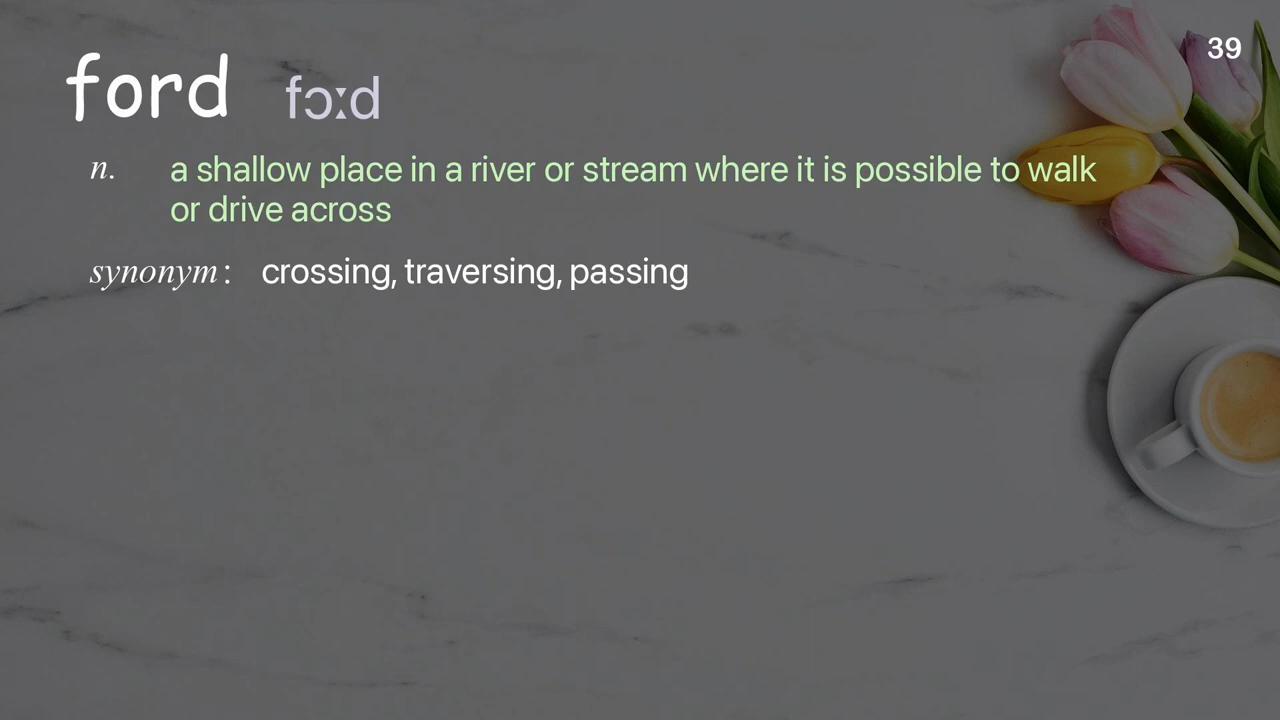 39
ford fɔːd
n. a shallow place in a river or stream where it is possible to walk
or drive across
synonym: crossing, traversing, passing